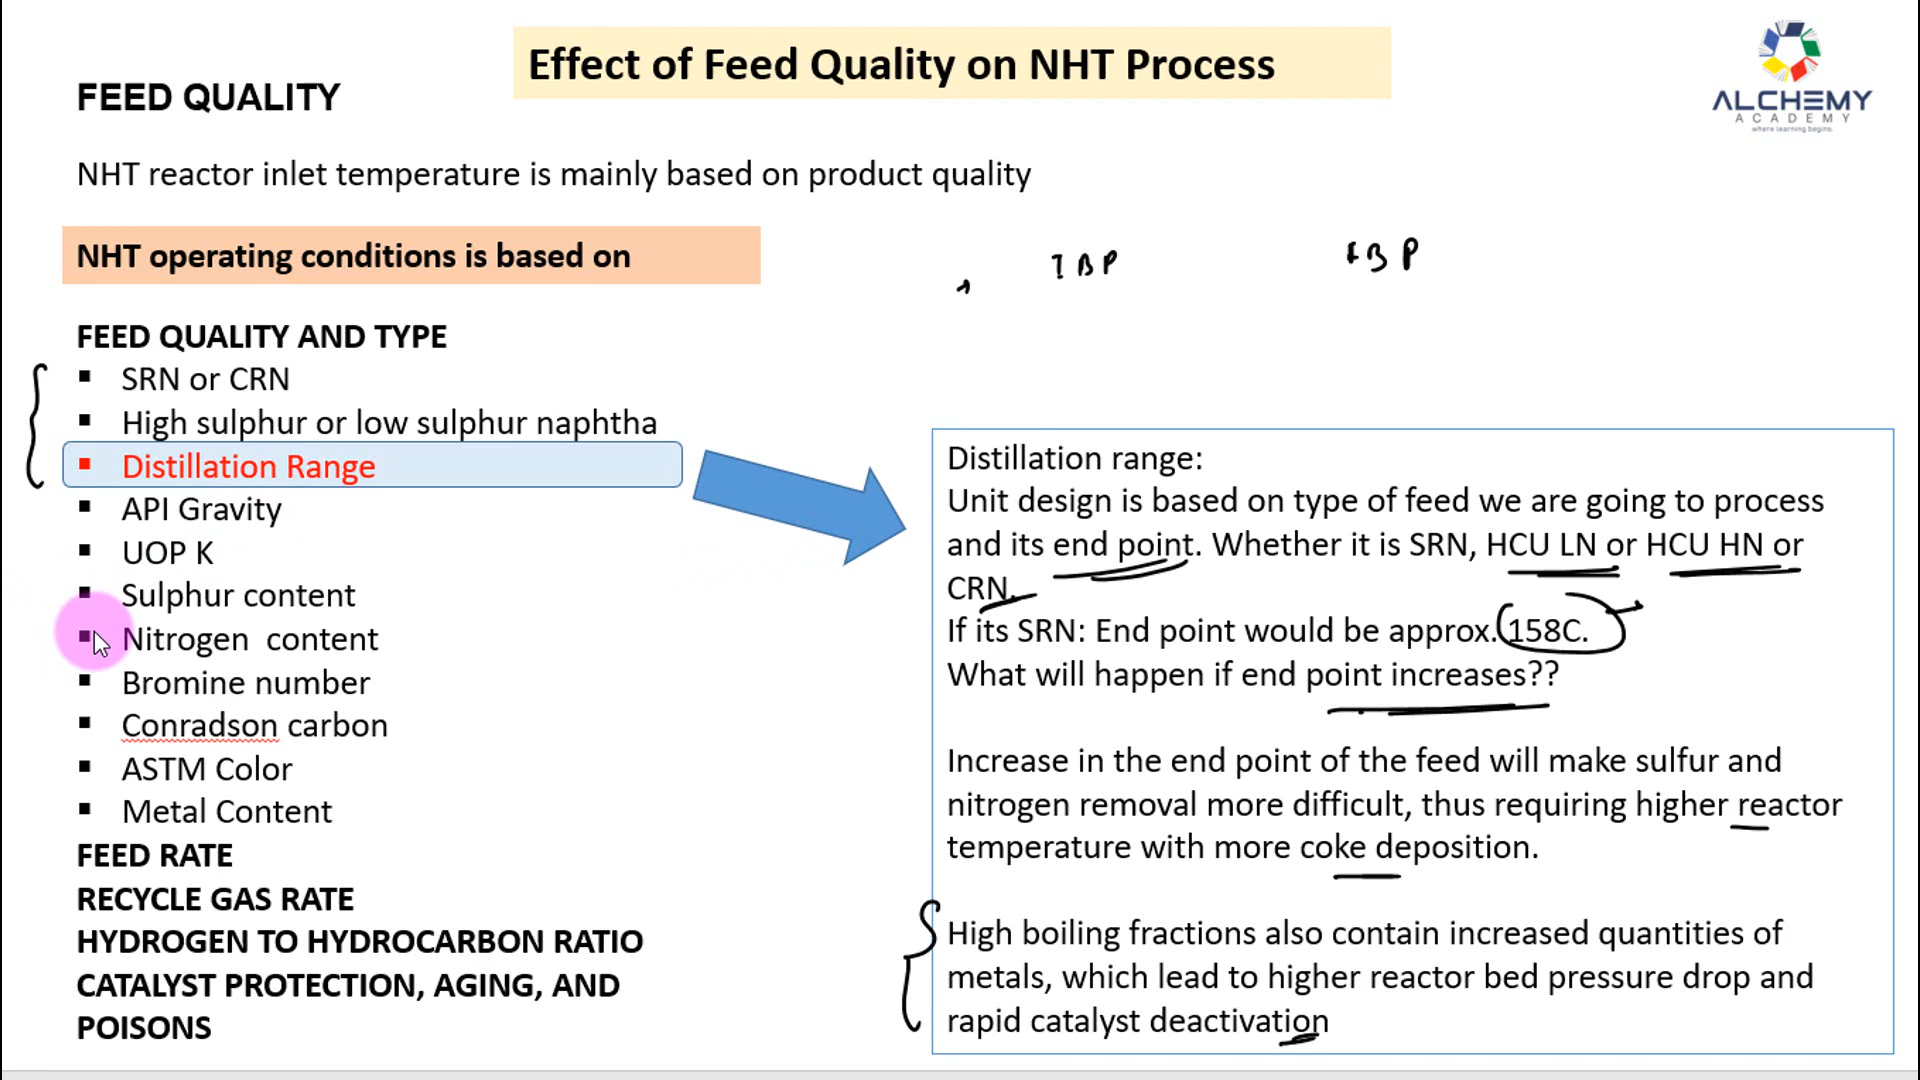 Effect of Feed Quality on NHT Process
ALCHEMY
ACADEMY
where learning begins.
FEED QUALITY
NHT reactor inlet temperature is mainly based on product quality
NHT operating conditions is based on
IBP
FBP
FEED QUALITY AND TYPE
SRN or CRN
High sulphur or low sulphur naphtha
Distillation Range
API Gravity
UOP K
Sulphur content
Nitrogen content
Bromine number
Conradson carbon
ASTM Color
Metal Content
FEED RATE
RECYCLE GAS RATE
HYDROGEN TO HYDROCARBON RATIO
CATALYST PROTECTION, AGING, AND
POISONS
Distillation range:
Unit design is based on type of feed we are going to process
and its end point. Whether it is SRN, HCU LN or HCU HN or
CRN.
If its SRN: End point would be approx. 158C.
What will happen if end point increases??
Increase in the end point of the feed will make sulfur and
nitrogen removal more difficult, thus requiring higher reactor
temperature with more coke deposition.
High boiling fractions also contain increased quantities of
metals, which lead to higher reactor bed pressure drop and
rapid catalyst deactivation